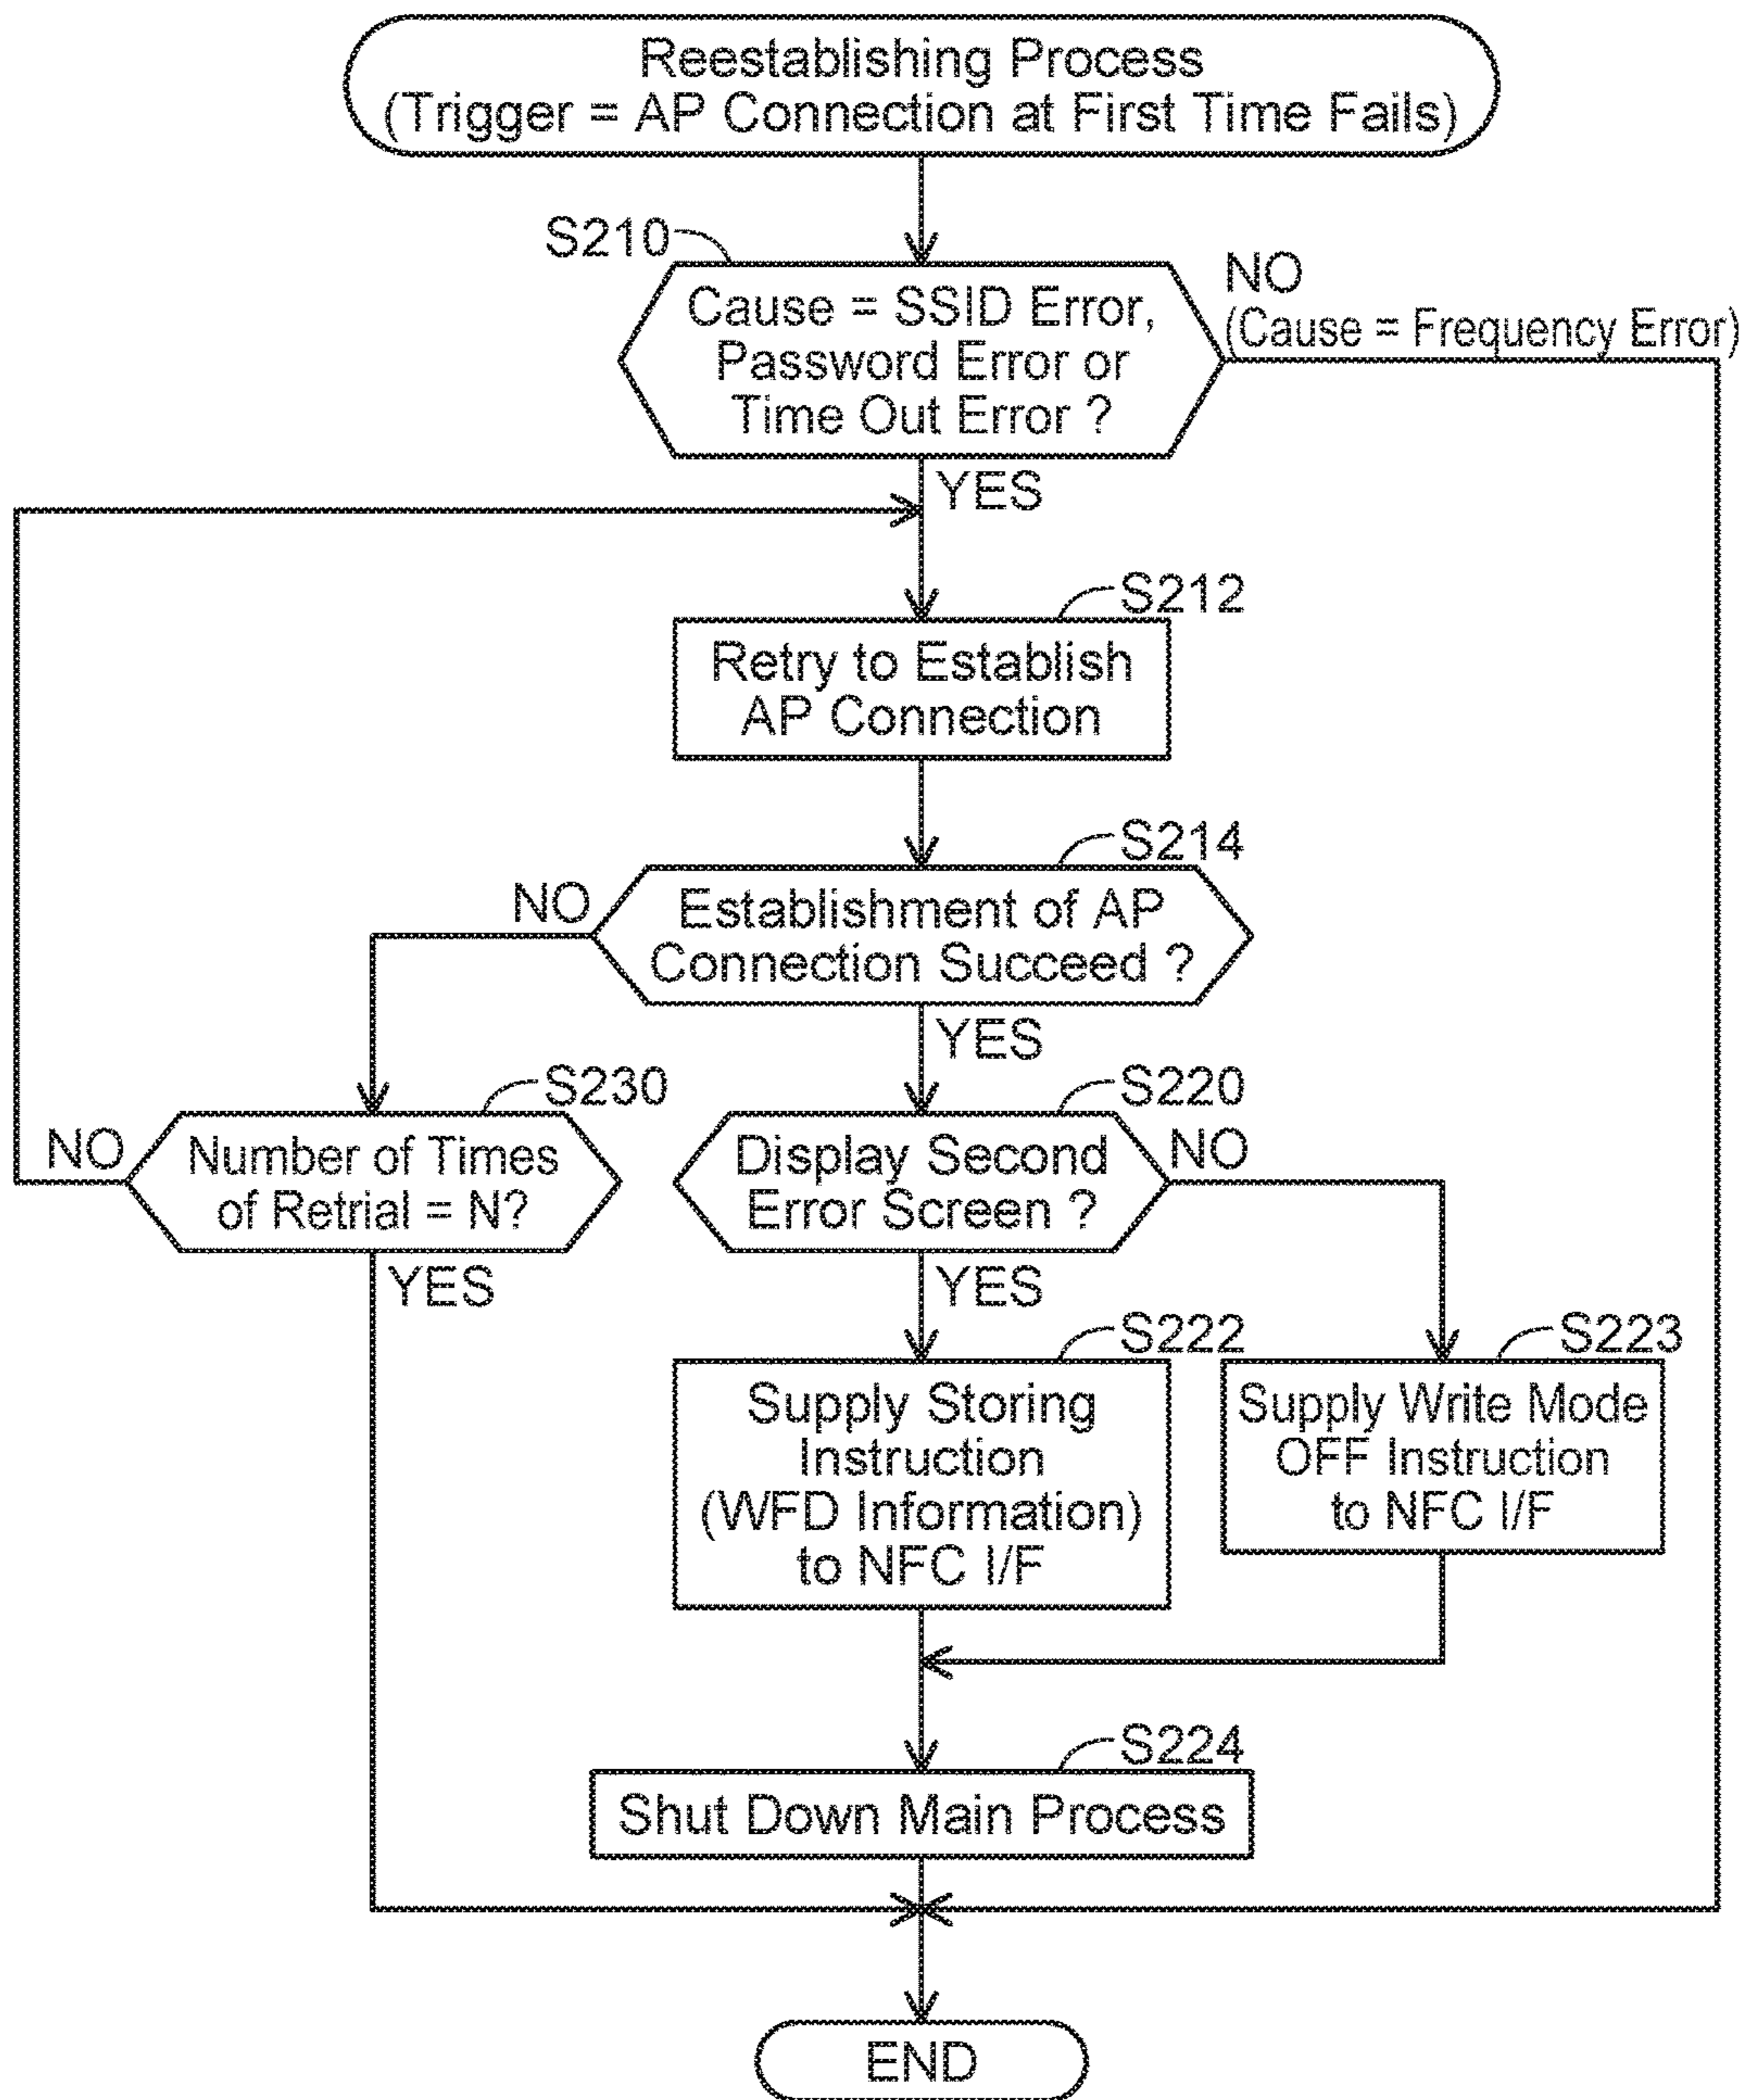 Reestablishing Process
(Trigger = AP Connection at First Time Fails)
S210
Cause = SSID Error,
Password Error or
Time Out Error ?
NO
(Cause = Frequency Error)
YES
S212
Retry to Establish
AP Connection
S214
Establishment of AP
Connection Succeed ?
NO
YES
S230
Number of Times
of Retrial = N?
NO
YES
S220
Display Second
Error Screen ?
NO
YES
S222
Supply Storing
Instruction
(WFD Information)
to NFC I/F
S223
Supply Write Mode
OFF Instruction
to NFC I/F
S224
Shut Down Main Process
END